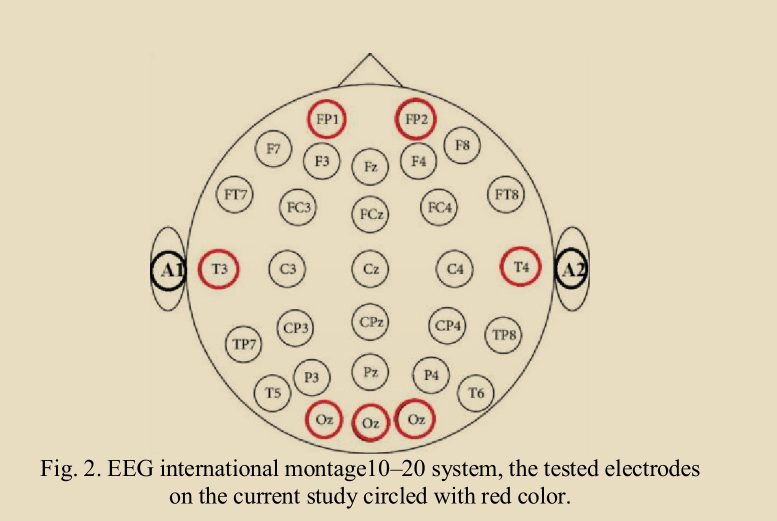 FP1 FP2
F7 F3 Fz F4 F8
FT7 FC3 FCz FC4 FT8
A1 T3 C3 Cz C4 T4 A2
TP7 CP3 CPz CP4 TP8
T5 P3 Pz P4 T6
Oz Oz Oz
Fig. 2. EEG international montage10–20 system, the tested electrodes
on the current study circled with red color.